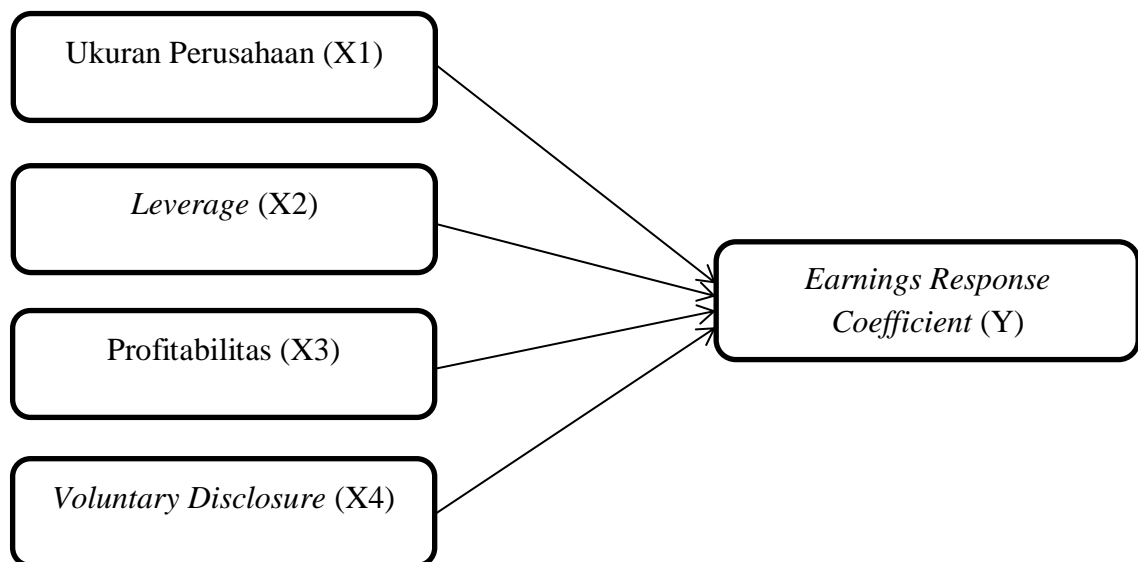 Ukuran Perusahaan (X1)
Leverage (X2)
Profitabilitas (X3)
Voluntary Disclosure (X4)
Earnings Response
Coefficient (Y)